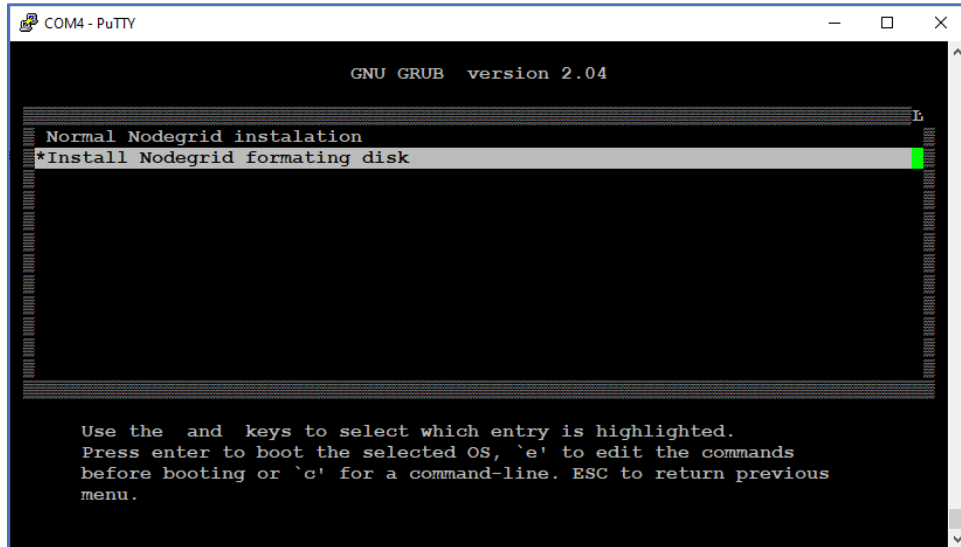 COM4 - PuTTY
GNU GRUB version 2.04
Normal Nodegrid instalation
*Install Nodegrid formating disk
Use the and keys to select which entry is highlighted.
Press enter to boot the selected OS, `e' to edit the commands
before booting or `c' for a command-line. ESC to return previous
menu.